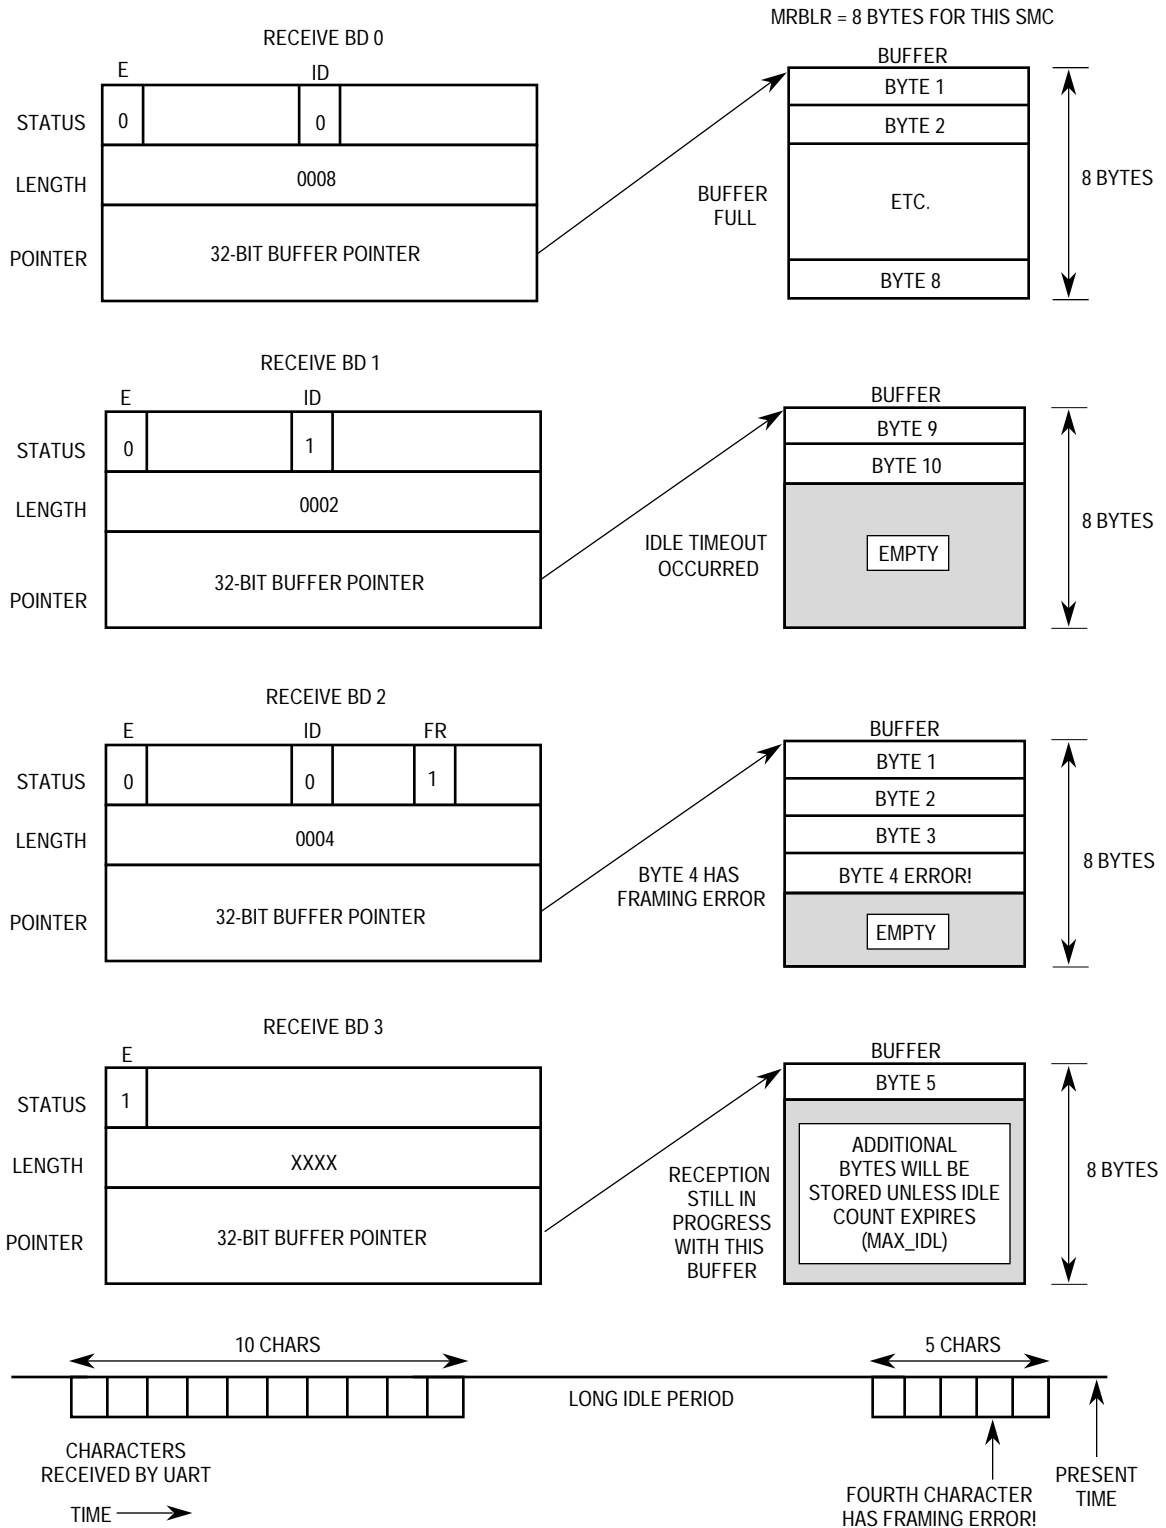 MRBLR = 8 BYTES FOR THIS SMC
RECEIVE BD 0
E ID
STATUS 0 0
LENGTH 0008
POINTER 32-BIT BUFFER POINTER
BUFFER
BYTE 1
BYTE 2
ETC.
BYTE 8
BUFFER
FULL
8 BYTES
RECEIVE BD 1
E ID
STATUS 0 1
LENGTH 0002
POINTER 32-BIT BUFFER POINTER
BUFFER
BYTE 9
BYTE 10
EMPTY
IDLE TIMEOUT
OCCURRED
8 BYTES
RECEIVE BD 2
E ID FR
STATUS 0 0 1
LENGTH 0004
POINTER 32-BIT BUFFER POINTER
BUFFER
BYTE 1
BYTE 2
BYTE 3
BYTE 4 ERROR!
EMPTY
BYTE 4 HAS
FRAMING ERROR
8 BYTES
RECEIVE BD 3
E
STATUS 1
LENGTH XXXX
POINTER 32-BIT BUFFER POINTER
BUFFER
BYTE 5
ADDITIONAL
BYTES WILL BE
STORED UNLESS IDLE
COUNT EXPIRES
(MAX_IDL)
RECEPTION
STILL IN
PROGRESS
WITH THIS
BUFFER
8 BYTES
10 CHARS
5 CHARS
LONG IDLE PERIOD
CHARACTERS
RECEIVED BY UART
TIME
FOURTH CHARACTER
HAS FRAMING ERROR!
PRESENT
TIME